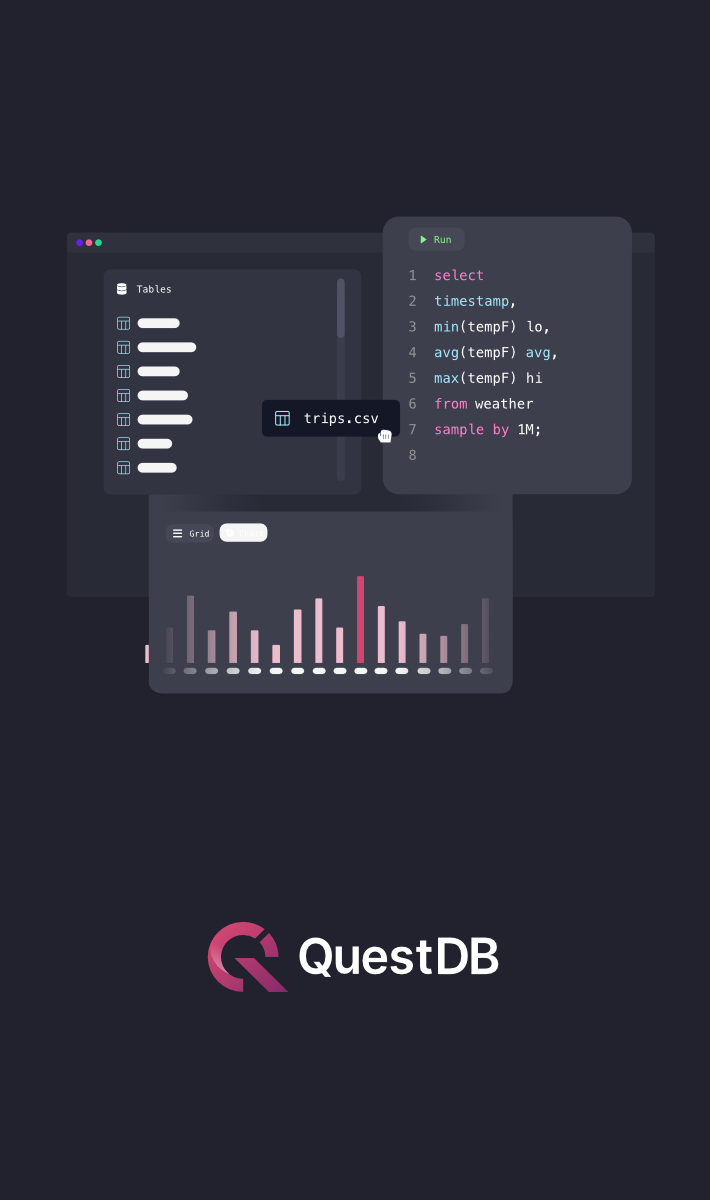 Run
Tables
1 select
2 timestamp,
3 min(tempF) lo,
4 avg(tempF) avg,
5 max(tempF) hi
6 from weather
7 sample by 1M;
8
trips.csv
Grid
QuestDB